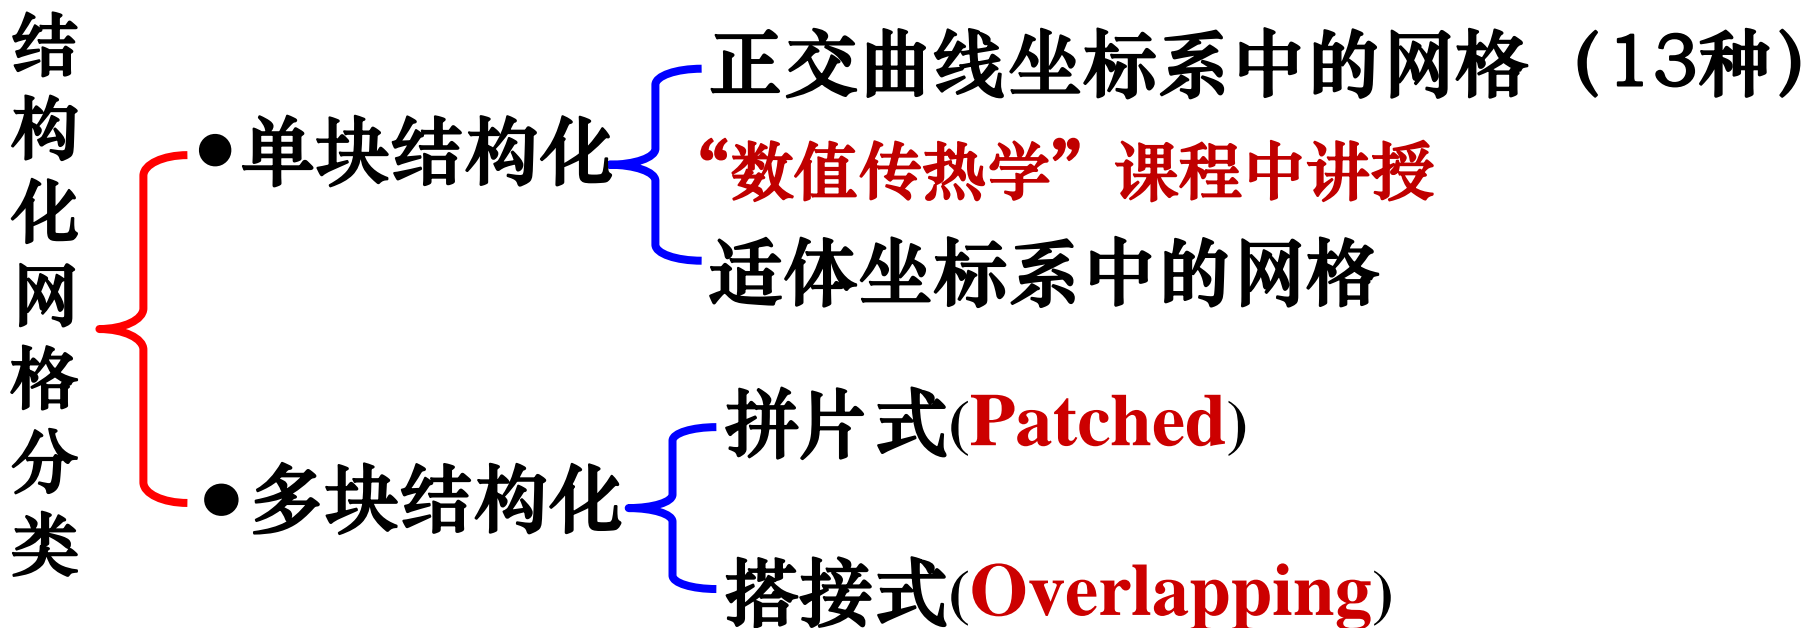 结构化网格分类
●单块结构化
正交曲线坐标系中的网格（13种）
“数值传热学”课程中讲授
适体坐标系中的网格
●多块结构化
拼片式(Patched)
搭接式(Overlapping)